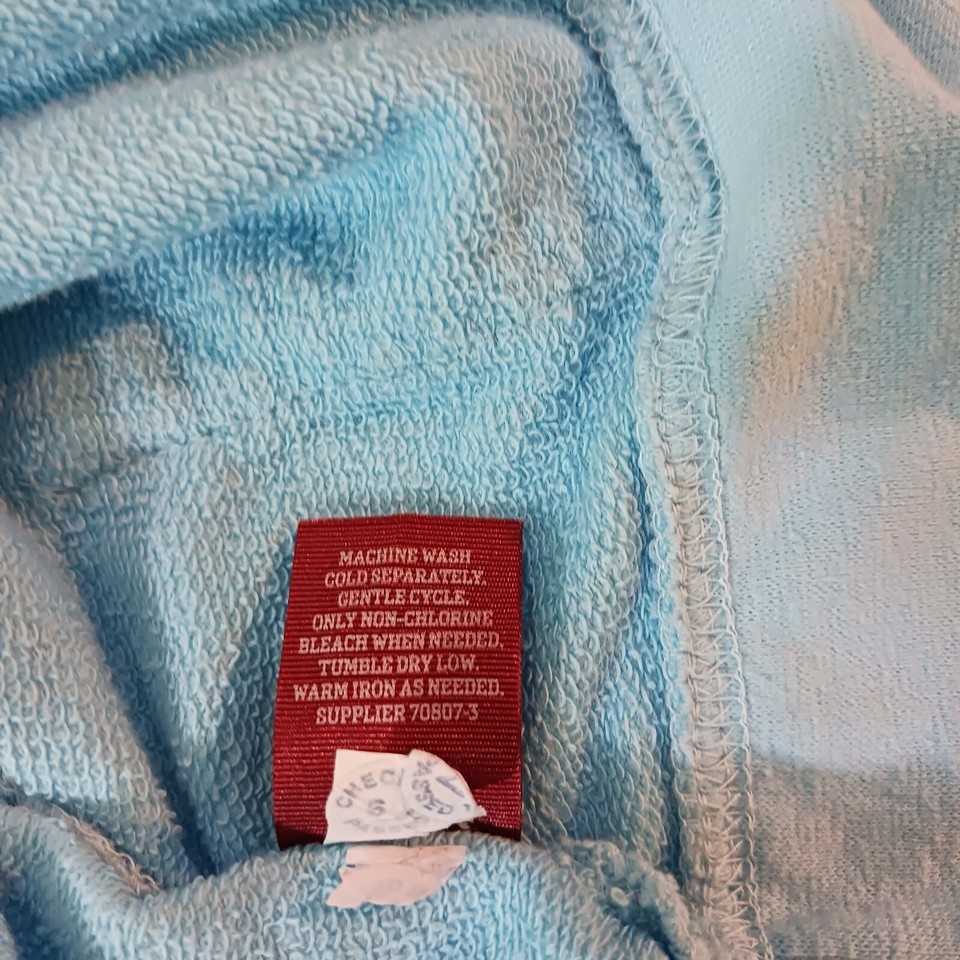 MACHINE WASH
COLD SEPARATELY.
GENTLE CYCLE.
ONLY NON-CHLORINE
BLEACH WHEN NEEDED.
TUMBLE DRY LOW.
WARM IRON AS NEEDED.
SUPPLIER 70807-3